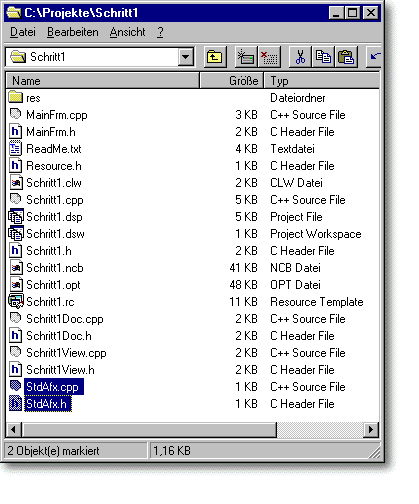 C:\Projekte\Schritt1
Datei Bearbeiten Ansicht ?
Schritt1
Name Größe Typ
res Dateiordner
MainFrm.cpp 3 KB C++ Source File
MainFrm.h 2 KB C Header File
ReadMe.txt 4 KB Textdatei
Resource.h 1 KB C Header File
Schritt1.clw 2 KB CLW Datei
Schritt1.cpp 5 KB C++ Source File
Schritt1.dsp 5 KB Project File
Schritt1.dsw 1 KB Project Workspace
Schritt1.h 2 KB C Header File
Schritt1.ncb 41 KB NCB Datei
Schritt1.opt 48 KB OPT Datei
Schritt1.rc 11 KB Resource Template
Schritt1Doc.cpp 2 KB C++ Source File
Schritt1Doc.h 2 KB C Header File
Schritt1View.cpp 2 KB C++ Source File
Schritt1View.h 2 KB C Header File
StdAfx.cpp 1 KB C++ Source File
StdAfx.h 1 KB C Header File
2 Objekt(e) markiert 1,16 KB